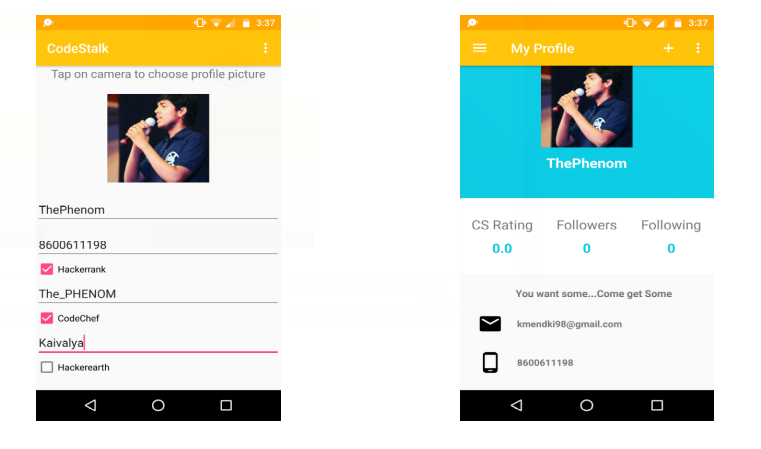 3:37
CodeStalk
Tap on camera to choose profile picture
ThePhenom
8600611198
Hackerrank
The_PHENOM
CodeChef
Kaivalya
Hackerearth
3:37
My Profile
ThePhenom
CS Rating Followers Following
0.0 0 0
You want some...Come get Some
kmendki98@gmail.com
8600611198